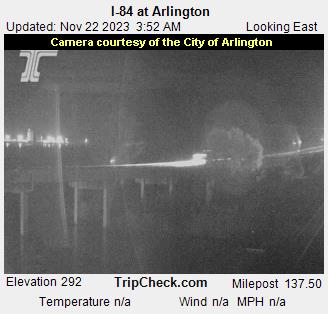 I-84 at Arlington
Updated: Nov 22 2023 3:52 AM Looking East
Camera courtesy of the City of Arlington
Elevation 292 TripCheck.com Milepost 137.50
Temperature n/a Wind n/a MPH n/a